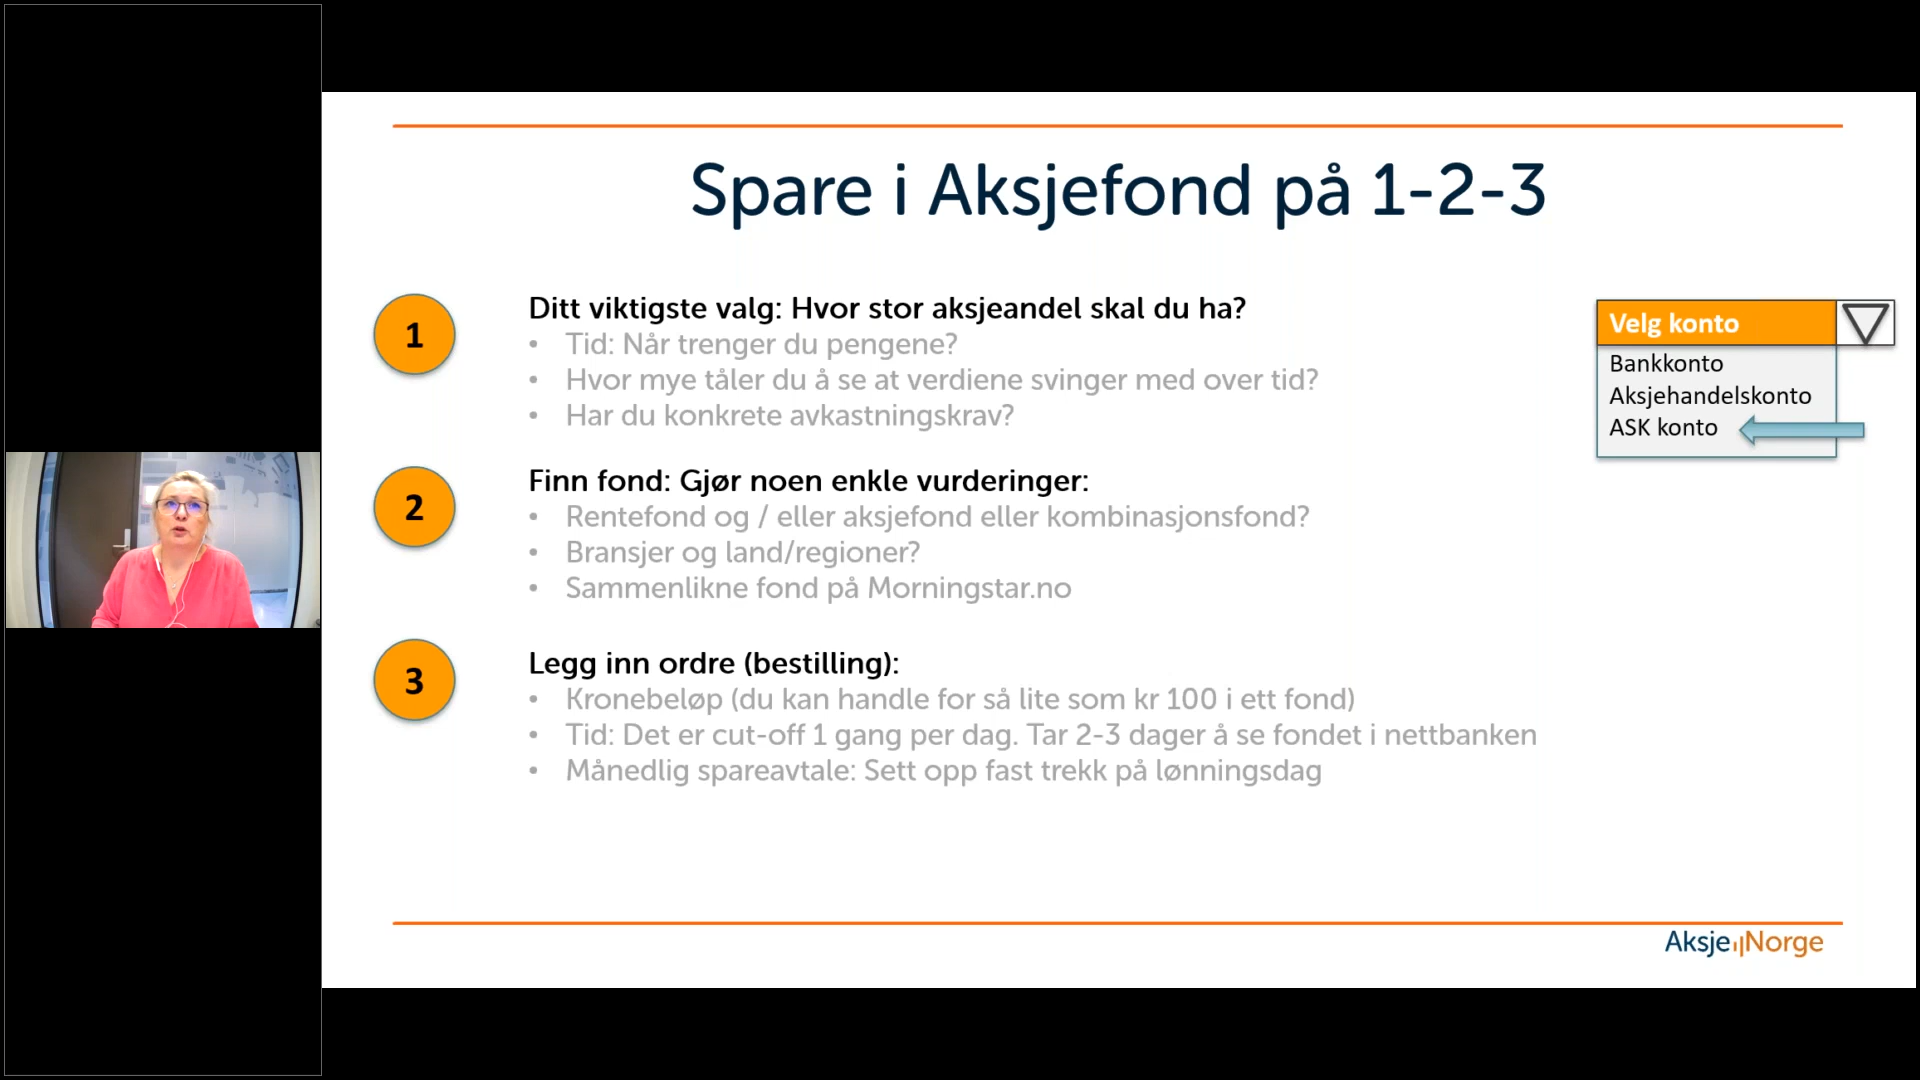 Spare i Aksjefond på 1-2-3
1
Ditt viktigste valg: Hvor stor aksjeandel skal du ha?
• Tid: Når trenger du pengene?
• Hvor mye tåler du å se at verdiene svinger med over tid?
• Har du konkrete avkastningskrav?
2
Finn fond: Gjør noen enkle vurderinger:
• Rentefond og / eller aksjefond eller kombinasjonsfond?
• Bransjer og land/regioner?
• Sammenlikne fond på Morningstar.no
3
Legg inn ordre (bestilling):
• Kronebeløp (du kan handle for så lite som kr 100 i ett fond)
• Tid: Det er cut-off 1 gang per dag. Tar 2-3 dager å se fondet i nettbanken
• Månedlig spareavtale: Sett opp fast trekk på lønningsdag
Velg konto
Bankkonto
Aksjehandelskonto
ASK konto
AksjeNorge